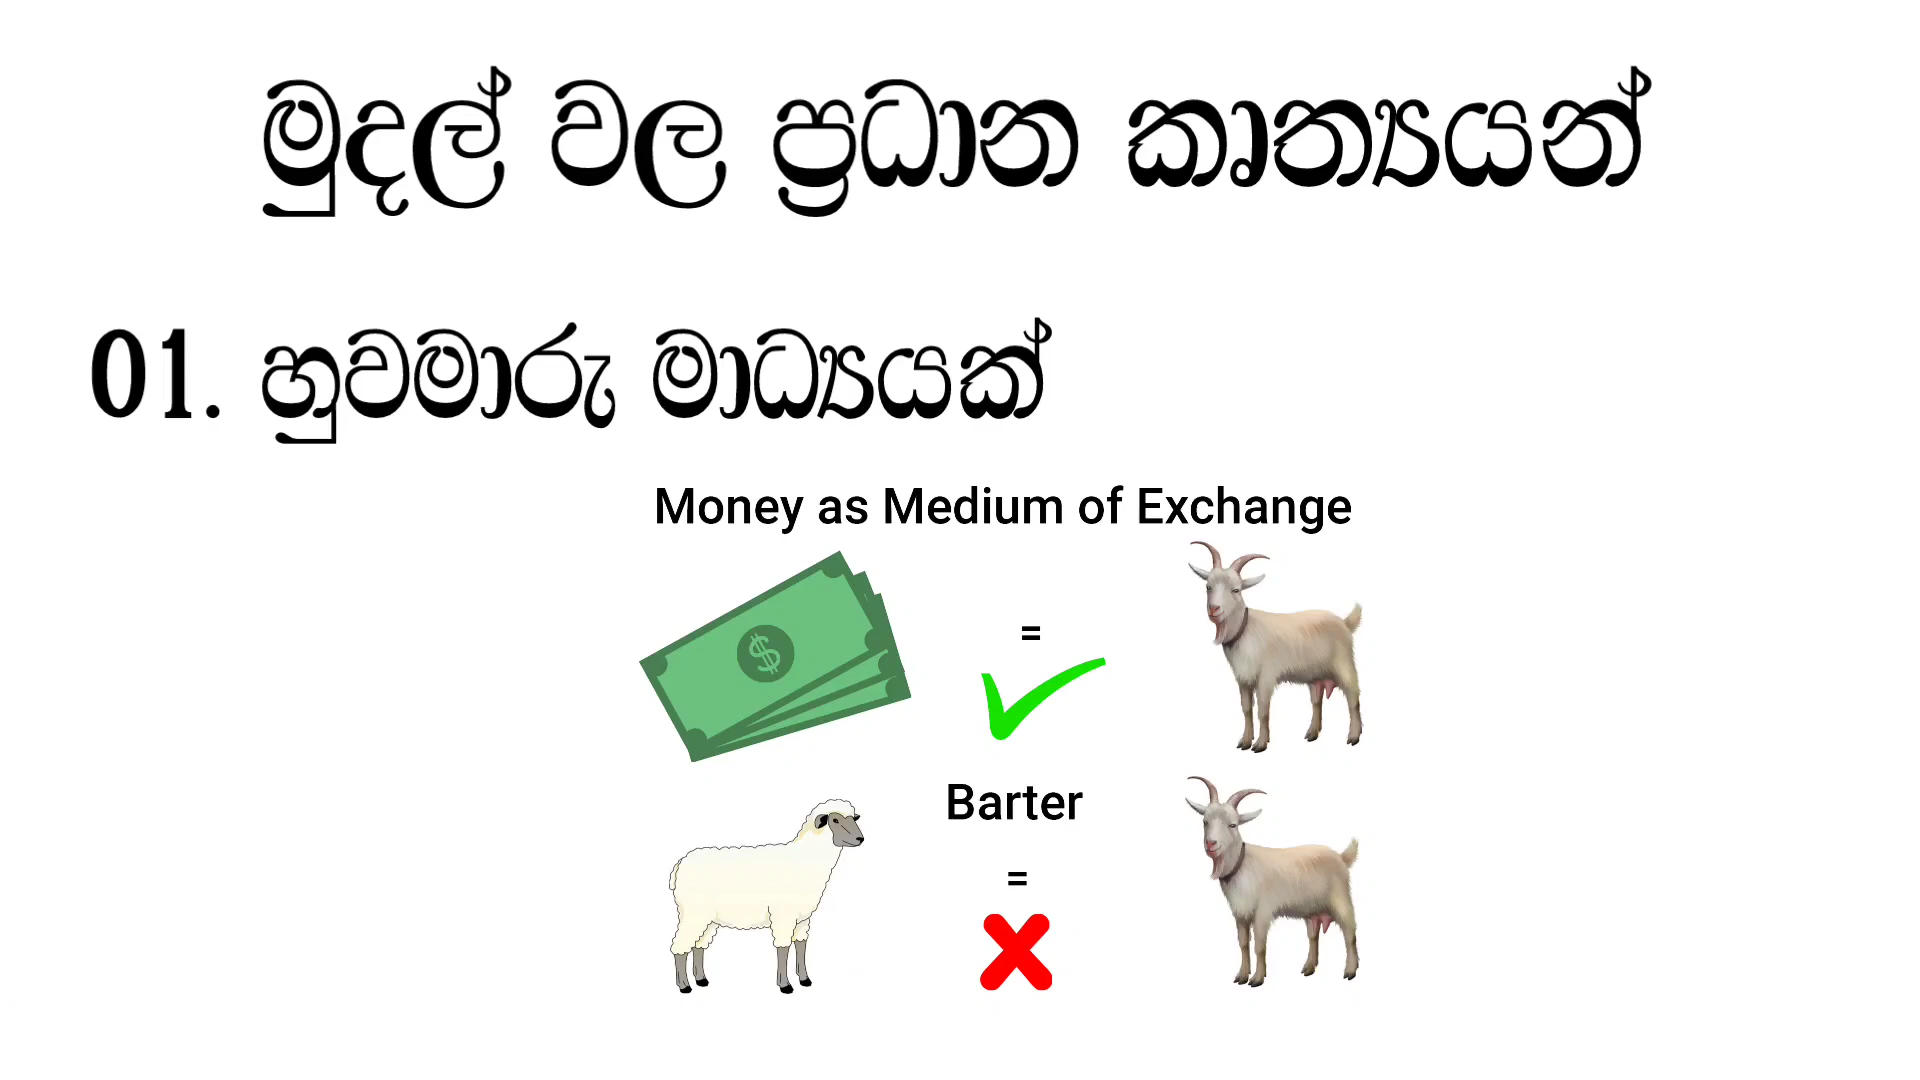 මුදල් වල ප්‍රධාන කෘත්‍යයන්
01. හුවමාරු මාධ්‍යයක්
Money as Medium of Exchange
$
=
Barter
=